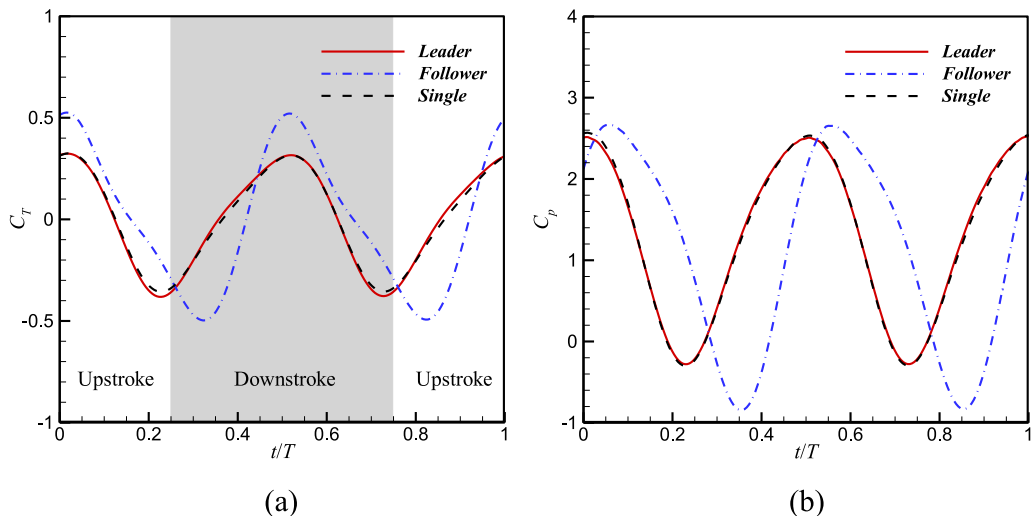 1
0.5
0
-0.5
-1
C_T
Leader
Follower
Single
Upstroke
Downstroke
Upstroke
0
0.2
0.4
0.6
0.8
1
t/T
(a)
4
3
2
1
0
-1
C_p
Leader
Follower
Single
0
0.2
0.4
0.6
0.8
1
t/T
(b)